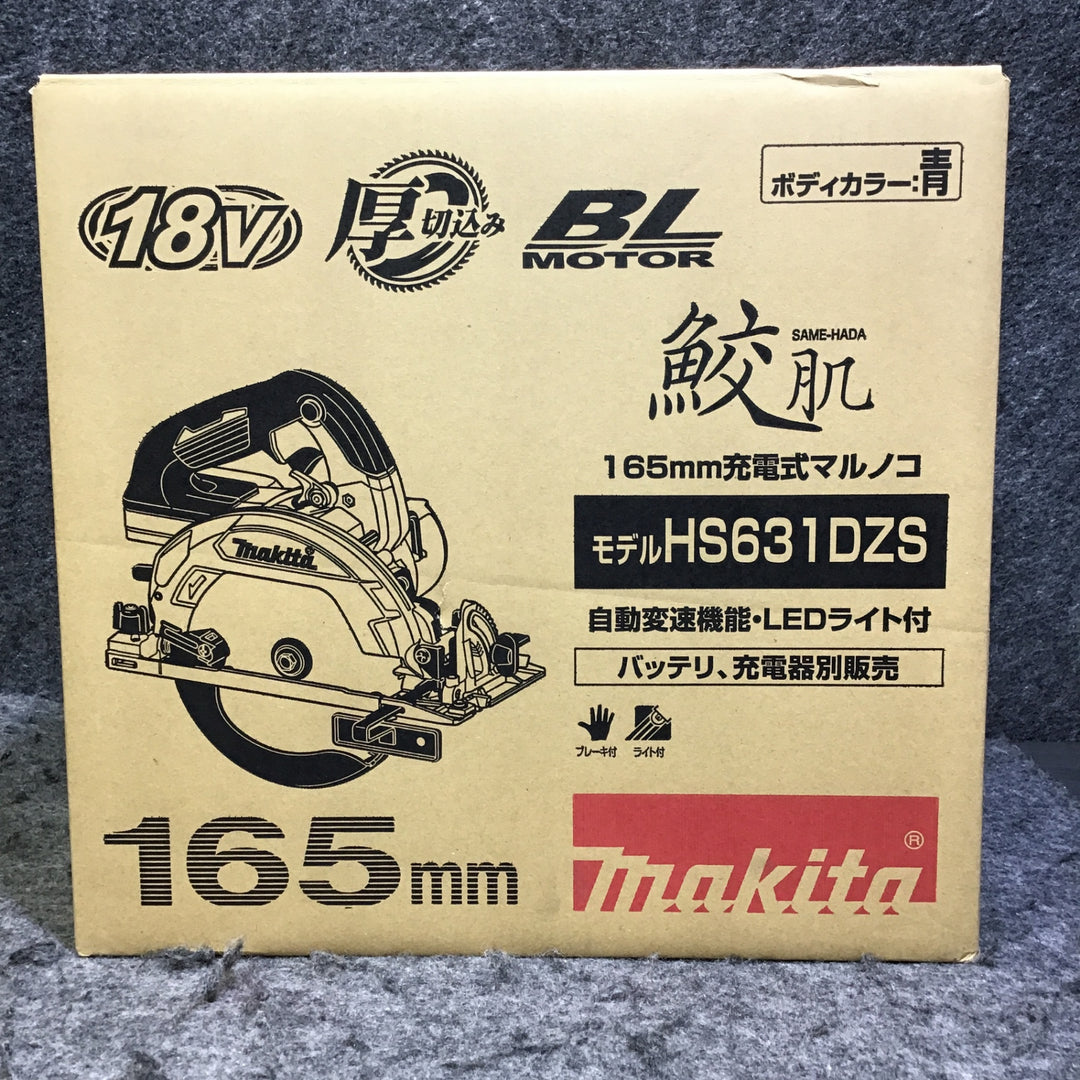 18V
厚切込み
BL
MOTOR
ボディカラー:青
鮫肌
SAME-HADA
165mm充電式マルノコ
モデルHS631DZS
自動変速機能・LEDライト付
バッテリ、充電器別販売
ブレーキ付
ライト付
makita
165mm
makita®